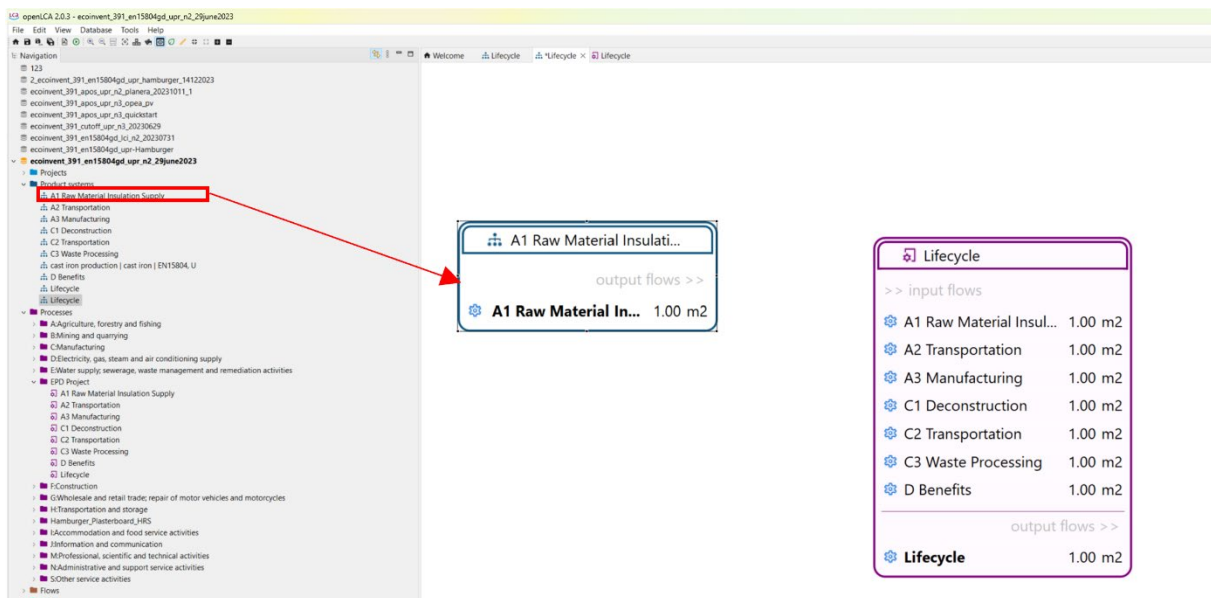 openLCA 2.0.3 - ecoinvent_391_en15804gd_upr_n2_29june2023
File Edit View Database Tools Help
Navigation
Welcome Lifecycle *Lifecycle × Lifecycle
123
2_ecoinvent_391_en15804gd_upr_hamburger_14122023
ecoinvent_391_apos_upr_n2_planera_20231011_1
ecoinvent_391_apos_upr_n3_opea_pv
ecoinvent_391_apos_upr_n3_quickstart
ecoinvent_391_cutoff_upr_n3_20230629
ecoinvent_391_en15804gd_lci_n2_20230731
ecoinvent_391_en15804gd_upr-Hamburger
ecoinvent_391_en15804gd_upr_n2_29june2023
Projects
Product systems
A1 Raw Material Insulation Supply
A2 Transportation
A3 Manufacturing
C1 Deconstruction
C2 Transportation
C3 Waste Processing
cast iron production | cast iron | EN15804, U
D Benefits
Lifecycle
Lifecycle
Processes
A:Agriculture, forestry and fishing
B:Mining and quarrying
C:Manufacturing
D:Electricity, gas, steam and air conditioning supply
E:Water supply; sewerage, waste management and remediation activities
EPD Project
A1 Raw Material Insulation Supply
A2 Transportation
A3 Manufacturing
C1 Deconstruction
C2 Transportation
C3 Waste Processing
D Benefits
Lifecycle
F:Construction
G:Wholesale and retail trade; repair of motor vehicles and motorcycles
H:Transportation and storage
Hamburger_Plasterboard_HRS
I:Accommodation and food service activities
J:Information and communication
M:Professional, scientific and technical activities
N:Administrative and support service activities
S:Other service activities
Flows
A1 Raw Material Insulati...
output flows >>
A1 Raw Material In... 1.00 m2
Lifecycle
>> input flows
A1 Raw Material Insul... 1.00 m2
A2 Transportation 1.00 m2
A3 Manufacturing 1.00 m2
C1 Deconstruction 1.00 m2
C2 Transportation 1.00 m2
C3 Waste Processing 1.00 m2
D Benefits 1.00 m2
output flows >>
Lifecycle 1.00 m2